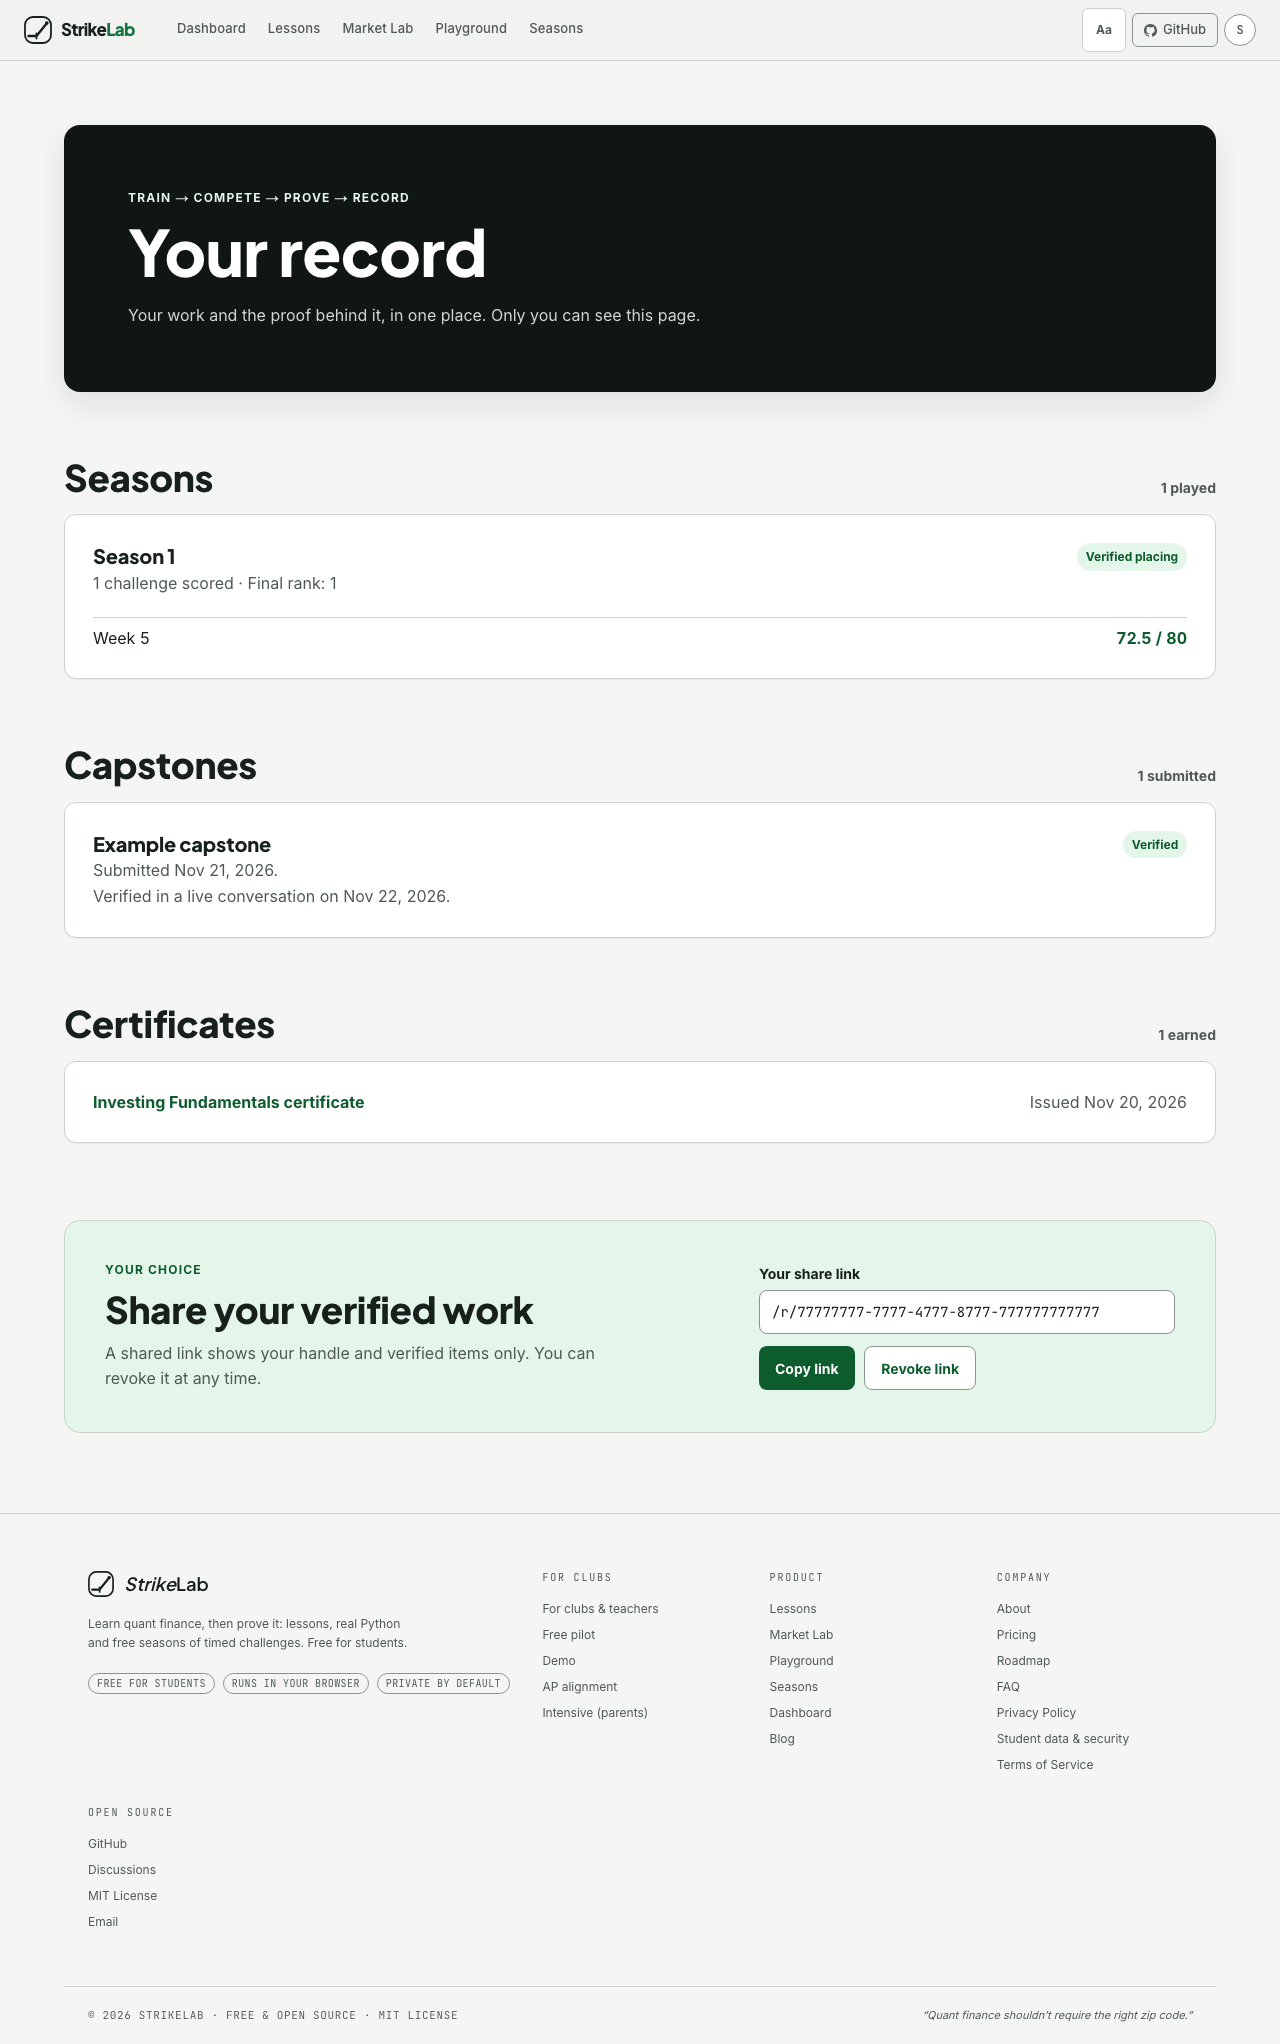 StrikeLab
Dashboard
Lessons
Market Lab
Playground
Seasons
Aa
GitHub
S
TRAIN → COMPETE → PROVE → RECORD
Your record
Your work and the proof behind it, in one place. Only you can see this page.
Seasons
1 played
Season 1
Verified placing
1 challenge scored · Final rank: 1
Week 5
72.5 / 80
Capstones
1 submitted
Example capstone
Verified
Submitted Nov 21, 2026.
Verified in a live conversation on Nov 22, 2026.
Certificates
1 earned
Investing Fundamentals certificate
Issued Nov 20, 2026
YOUR CHOICE
Share your verified work
A shared link shows your handle and verified items only. You can
revoke it at any time.
Your share link
/r/77777777-7777-4777-8777-777777777777
Copy link
Revoke link
StrikeLab
Learn quant finance, then prove it: lessons, real Python
and free seasons of timed challenges. Free for students.
FREE FOR STUDENTS
RUNS IN YOUR BROWSER
PRIVATE BY DEFAULT
FOR CLUBS
For clubs & teachers
Free pilot
Demo
AP alignment
Intensive (parents)
PRODUCT
Lessons
Market Lab
Playground
Seasons
Dashboard
Blog
COMPANY
About
Pricing
Roadmap
FAQ
Privacy Policy
Student data & security
Terms of Service
OPEN SOURCE
GitHub
Discussions
MIT License
Email
© 2026 STRIKELAB · FREE & OPEN SOURCE · MIT LICENSE
“Quant finance shouldn’t require the right zip code.”